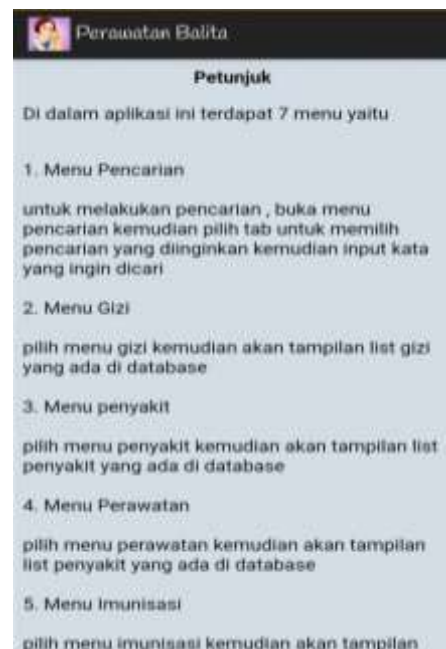 Perawatan Balita
Petunjuk
Di dalam aplikasi ini terdapat 7 menu yaitu
1. Menu Pencarian
untuk melakukan pencarian , buka menu
pencarian kemudian pilih tab untuk memilih
pencarian yang diinginkan kemudian input kata
yang ingin dicari
2. Menu Gizi
pilih menu gizi kemudian akan tampilan list gizi
yang ada di database
3. Menu penyakit
pilih menu penyakit kemudian akan tampilan list
penyakit yang ada di database
4. Menu Perawatan
pilih menu perawatan kemudian akan tampilan
list penyakit yang ada di database
5. Menu Imunisasi
pilih menu imunisasi kemudian akan tampilan